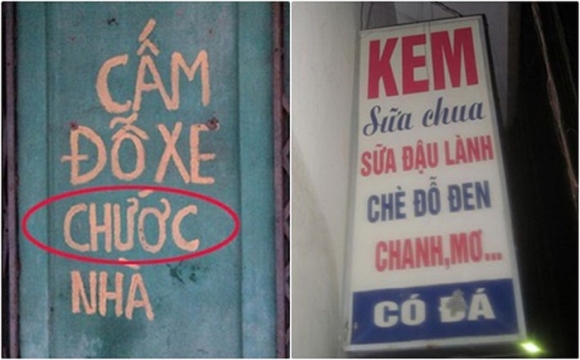 CẤM
ĐỖ XE
CHƯỚC
NHÀ
KEM
Sữa chua
SỮA ĐẬU LÀNH
CHÈ ĐỖ ĐEN
CHANH, MƠ...
CÓ ĐÁ